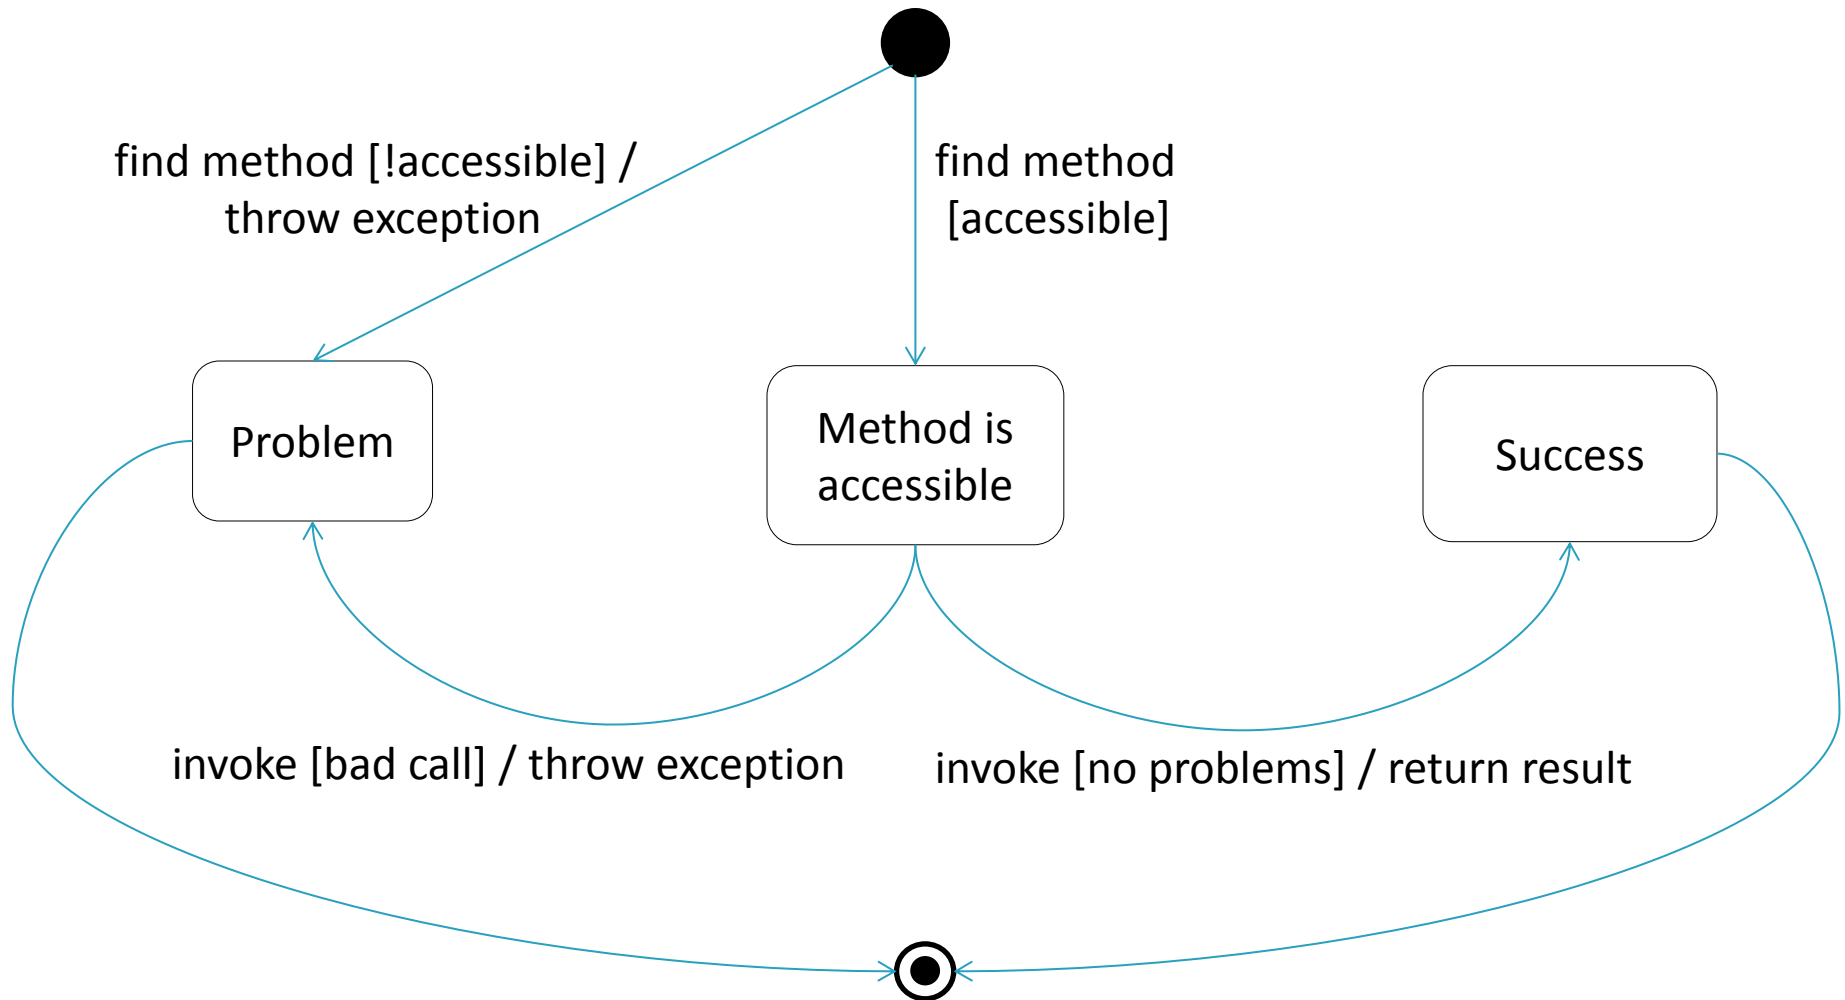 find method [!accessible] /
throw exception
find method
[accessible]
Problem
Method is
accessible
Success
invoke [bad call] / throw exception
invoke [no problems] / return result